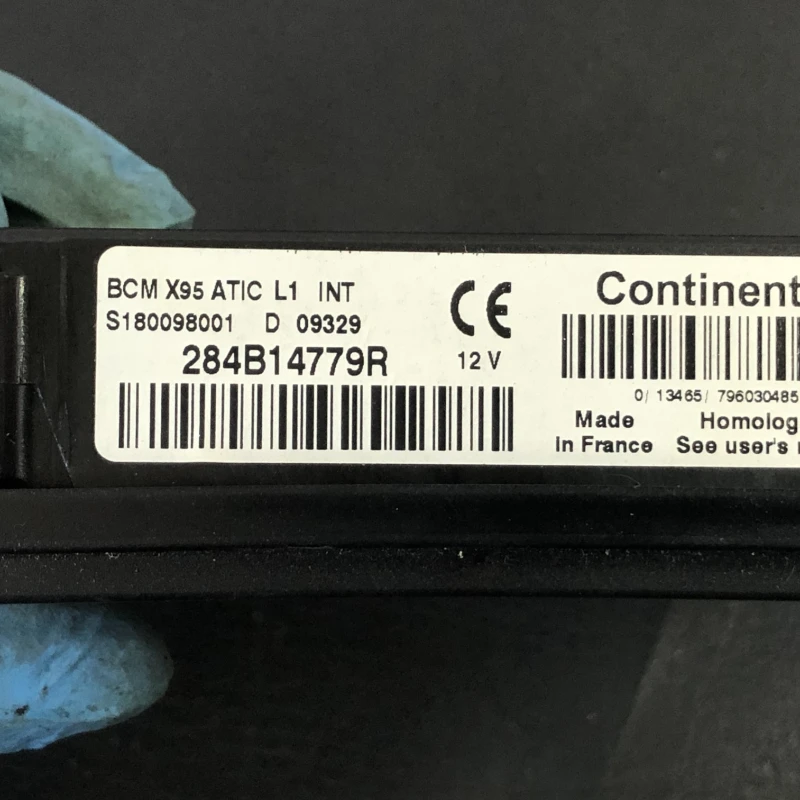 BCM X95 ATIC L1 INT
S180098001 D 09329
284B14779R
CE
12 V
Continent
0/ 13465/ 796030485
Made
in France
Homolog
See user's